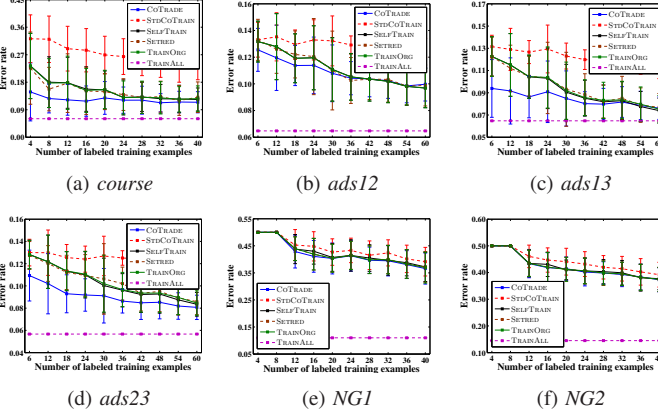 0.45
0.36
0.27
0.18
0.09
0.00
Error rate
COTRADE
STDCOTRAIN
SELFTRAIN
SETRED
TRAINORG
TRAINALL
4 8 12 16 20 24 28 32 36 40
Number of labeled training examples
(a) course
0.16
0.14
0.12
0.10
0.08
0.06
Error rate
COTRADE
STDCOTRAIN
SELFTRAIN
SETRED
TRAINORG
TRAINALL
6 12 18 24 30 36 42 48 54 60
Number of labeled training examples
(b) ads12
0.17
0.15
0.13
0.11
0.09
0.07
0.05
Error rate
COTRADE
STDCOTRAIN
SELFTRAIN
SETRED
TRAINORG
TRAINALL
6 12 18 24 30 36 42 48 54
Number of labeled training examples
(c) ads13
0.16
0.14
0.12
0.10
0.08
0.06
0.04
Error rate
COTRADE
STDCOTRAIN
SELFTRAIN
SETRED
TRAINORG
TRAINALL
6 12 18 24 30 36 42 48 54 60
Number of labeled training examples
(d) ads23
0.55
0.45
0.35
0.25
0.15
0.05
Error rate
COTRADE
STDCOTRAIN
SELFTRAIN
SETRED
TRAINORG
TRAINALL
4 8 12 16 20 24 28 32 36 40
Number of labeled training examples
(e) NG1
0.60
0.50
0.40
0.30
0.20
0.10
Error rate
COTRADE
STDCOTRAIN
SELFTRAIN
SETRED
TRAINORG
TRAINALL
4 8 12 16 20 24 28 32 36
Number of labeled training examples
(f) NG2